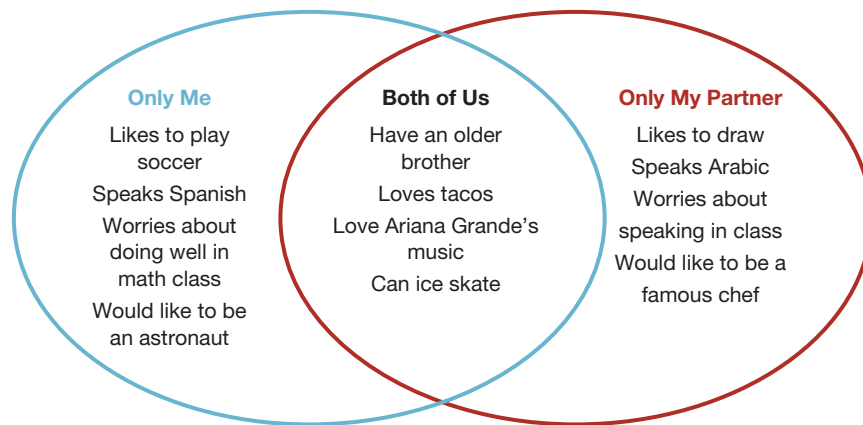 Only Me
Likes to play
soccer
Speaks Spanish
Worries about
doing well in
math class
Would like to be
an astronaut
Both of Us
Have an older
brother
Loves tacos
Love Ariana Grande’s
music
Can ice skate
Only My Partner
Likes to draw
Speaks Arabic
Worries about
speaking in class
Would like to be a
famous chef